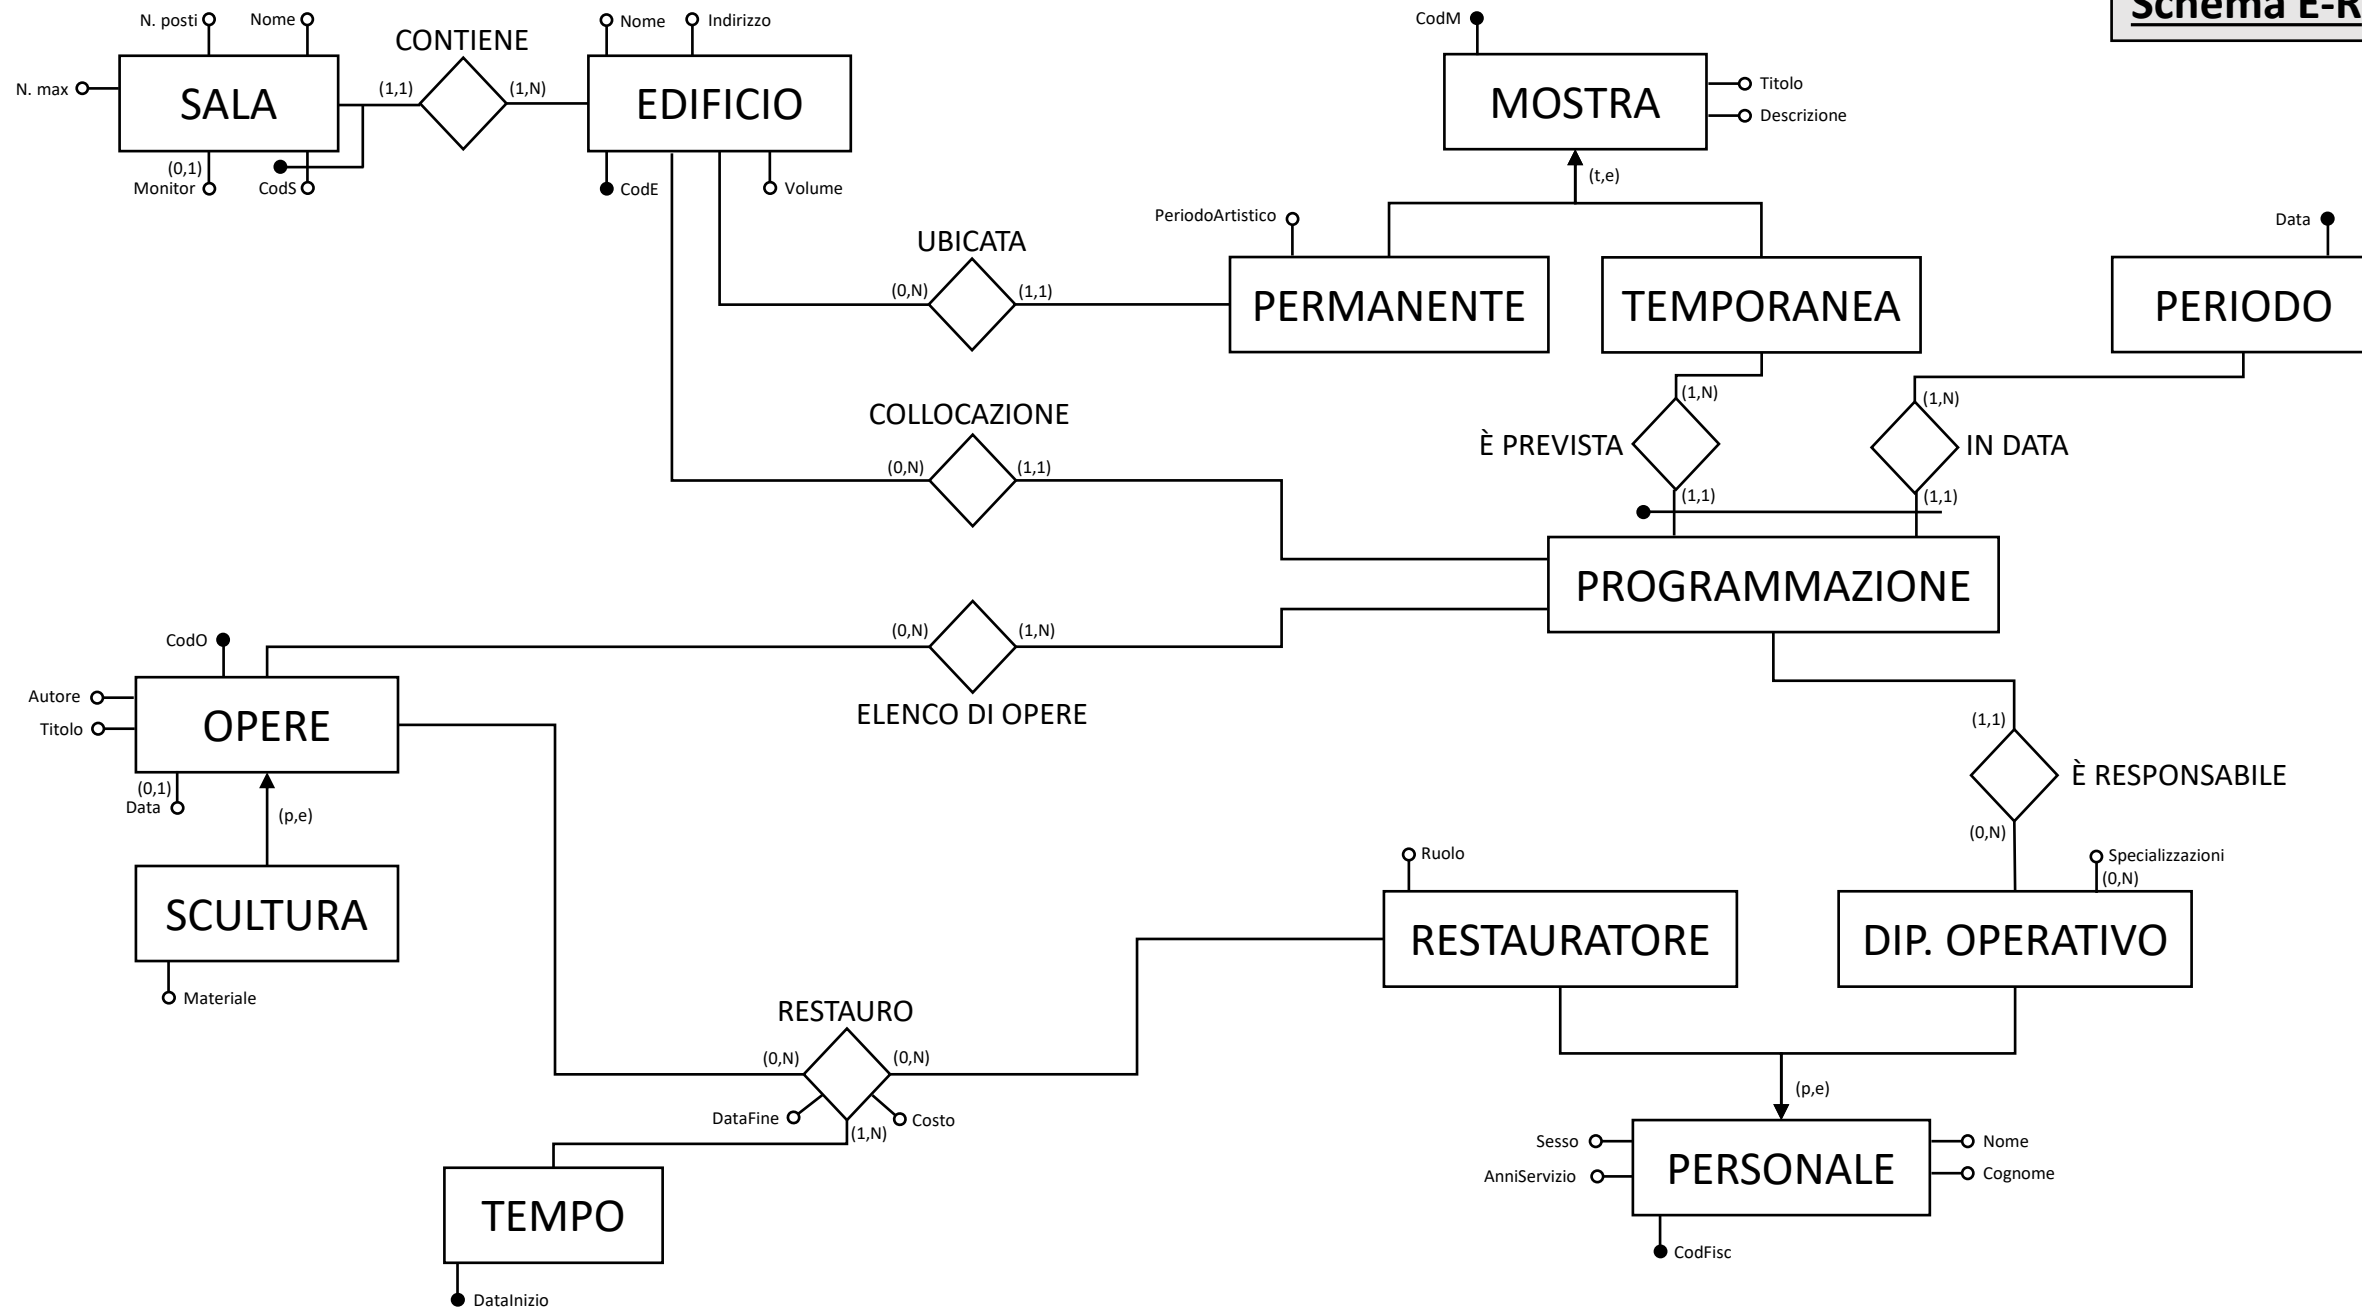 Schema E-R
N. posti
Nome
CONTIENE
Nome
Indirizzo
CodM
N. max
SALA
(1,1)
(1,N)
EDIFICIO
MOSTRA
Titolo
Descrizione
(0,1)
Monitor
CodS
CodE
Volume
(t,e)
PeriodoArtistico
Data
UBICATA
(0,N)
(1,1)
PERMANENTE
TEMPORANEA
PERIODO
COLLOCAZIONE
(0,N)
(1,1)
(1,N)
(1,N)
È PREVISTA
IN DATA
(1,1)
(1,1)
PROGRAMMAZIONE
CodO
(0,N)
(1,N)
Autore
Titolo
OPERE
ELENCO DI OPERE
(0,1)
Data
(p,e)
(1,1)
È RESPONSABILE
(0,N)
SCULTURA
Materiale
Ruolo
Specializzazioni
(0,N)
RESTAURATORE
DIP. OPERATIVO
RESTAURO
(0,N)
(0,N)
DataFine
Costo
(1,N)
(p,e)
TEMPO
DataInizio
Sesso
AnniServizio
PERSONALE
Nome
Cognome
CodFisc